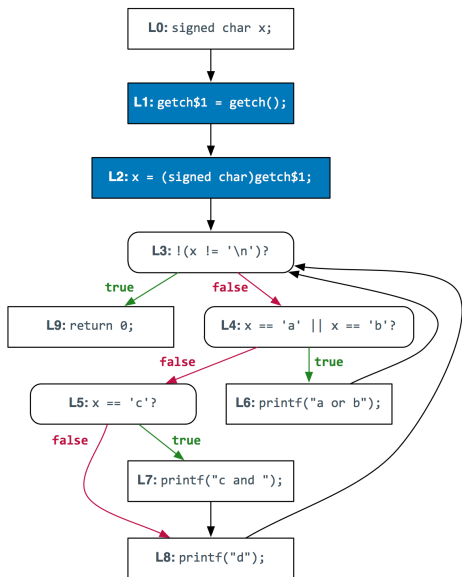 L0: signed char x;
L1: getch$1 = getch();
L2: x = (signed char)getch$1;
L3: !(x != '\n')?
true
false
L9: return 0;
L4: x == 'a' || x == 'b'?
false
true
L5: x == 'c'?
L6: printf("a or b");
false
true
L7: printf("c and ");
L8: printf("d");